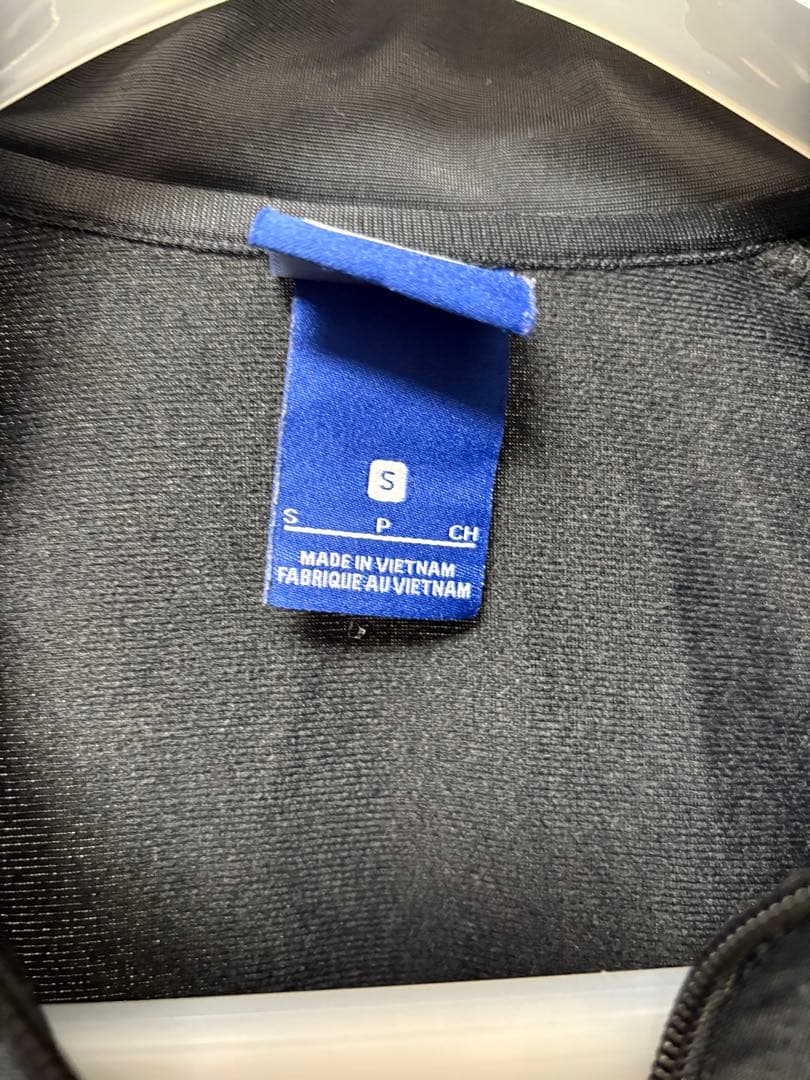 S
S P CH
MADE IN VIETNAM
FABRIQUE AU VIETNAM